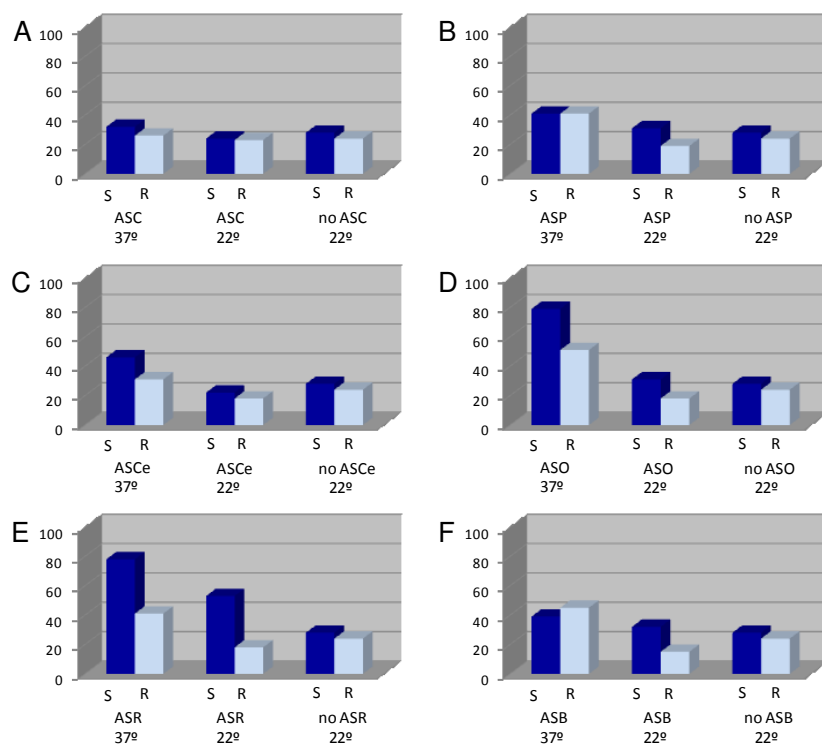 A
100
80
60
40
20
0
S R S R S R
ASC ASC no ASC
37º 22º 22º
B
100
80
60
40
20
0
S R S R S R
ASP ASP no ASP
37º 22º 22º
C
100
80
60
40
20
0
S R S R S R
ASCe ASCe no ASCe
37º 22º 22º
D
100
80
60
40
20
0
S R S R S R
ASO ASO no ASO
37º 22º 22º
E
100
80
60
40
20
0
S R S R S R
ASR ASR no ASR
37º 22º 22º
F
100
80
60
40
20
0
S R S R S R
ASB ASB no ASB
37º 22º 22º